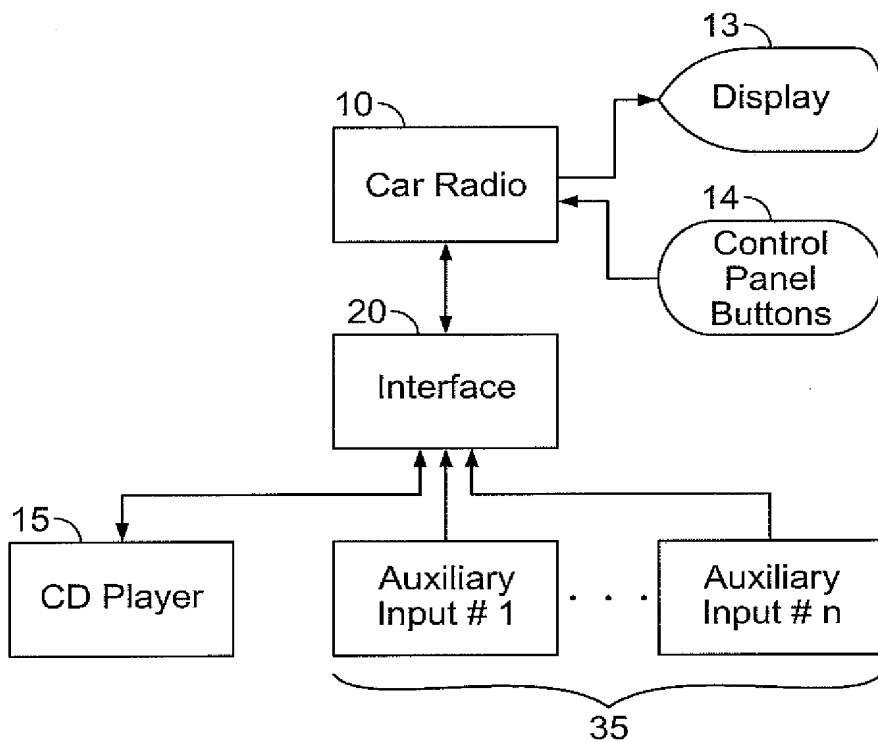 13
Display
10
Car Radio
14
Control
Panel
Buttons
20
Interface
15
CD Player
Auxiliary
Input # 1
. . .
Auxiliary
Input # n
35